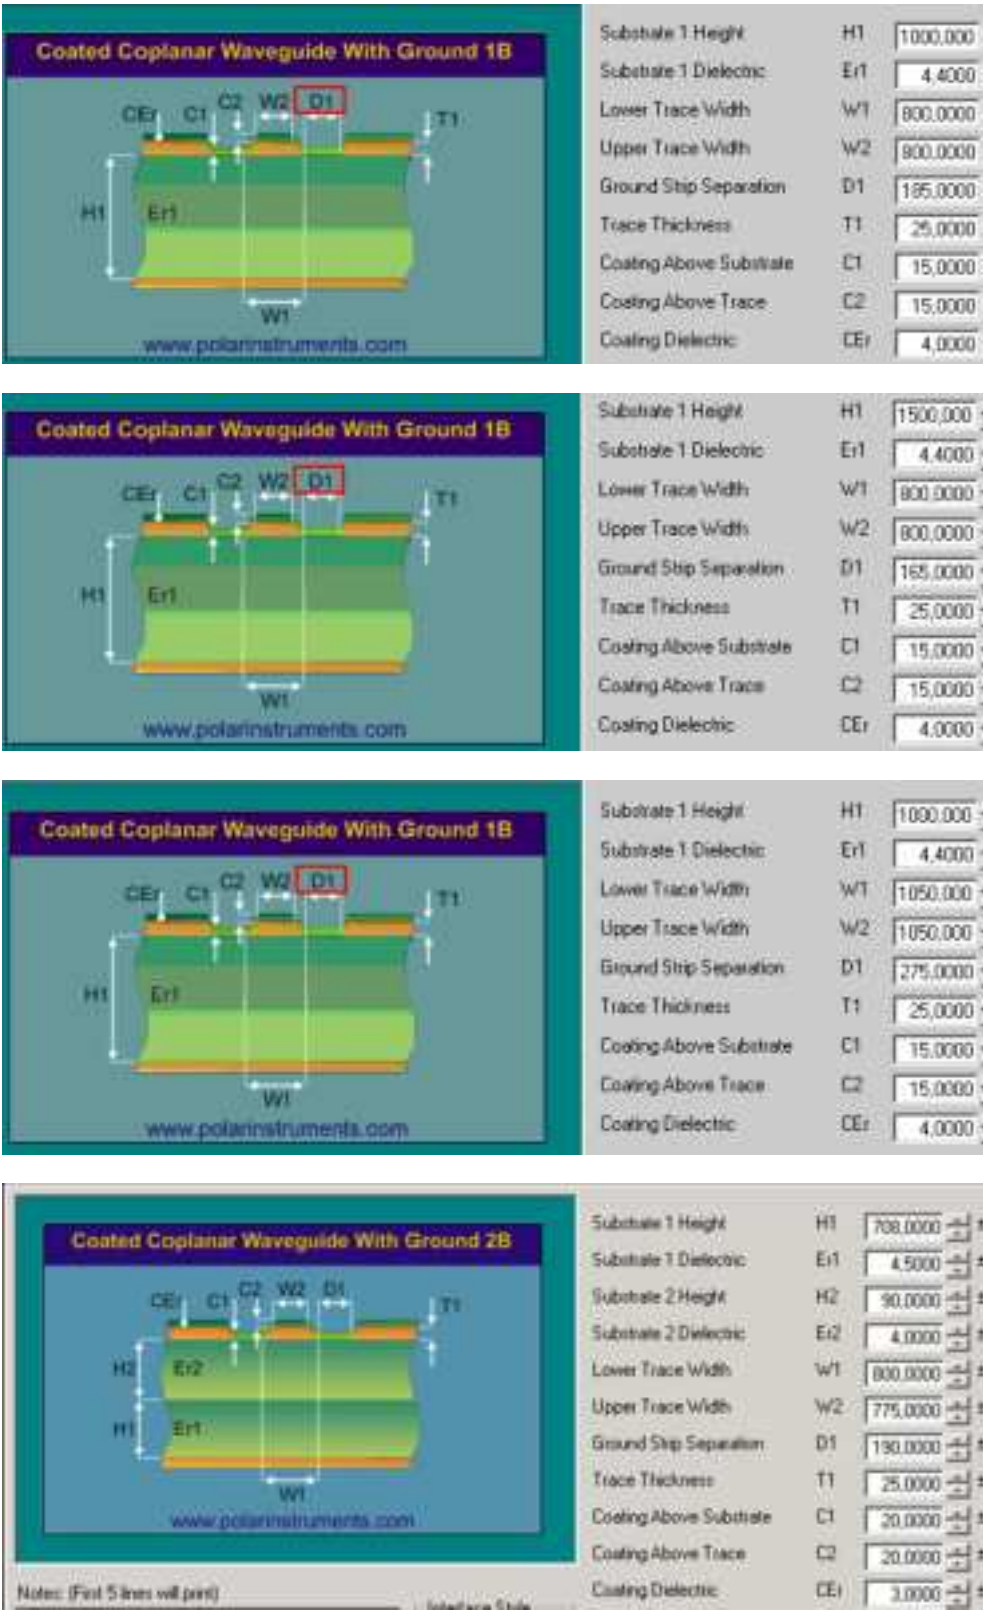 Coated Coplanar Waveguide With Ground 1B
CEr C1 C2 W2 D1 T1
H1 Er1
W1
www.polarinstruments.com
Substrate 1 Height H1 1000,000
Substrate 1 Dielectric Er1 4,4000
Lower Trace Width W1 800.0000
Upper Trace Width W2 800.0000
Ground Strip Separation D1 185.0000
Trace Thickness T1 25,0000
Coating Above Substrate C1 15,0000
Coating Above Trace C2 15,0000
Coating Dielectric CEr 4,0000
Coated Coplanar Waveguide With Ground 1B
CEr C1 C2 W2 D1 T1
H1 Er1
W1
www.polarinstruments.com
Substrate 1 Height H1 1500,000
Substrate 1 Dielectric Er1 4,4000
Lower Trace Width W1 800.0000
Upper Trace Width W2 800.0000
Ground Strip Separation D1 165.0000
Trace Thickness T1 25,0000
Coating Above Substrate C1 15,0000
Coating Above Trace C2 15,0000
Coating Dielectric CEr 4.0000
Coated Coplanar Waveguide With Ground 1B
CEr C1 C2 W2 D1 T1
H1 Er1
W1
www.polarinstruments.com
Substrate 1 Height H1
Substrate 1 Dielectric Er1 4,4000
Lower Trace Width W1 1050,000
Upper Trace Width W2 1050,000
Ground Strip Separation D1 275.0000
Trace Thickness T1 25,0000
Coating Above Substrate C1 15,0000
Coating Above Trace C2 15,0000
Coating Dielectric CEr 4,0000
Coated Coplanar Waveguide With Ground 2B
CEr C1 C2 W2 D1 T1
H2 Er2
H1 Er1
W1
www.polarinstruments.com
Substrate 1 Height H1 708,0000
Substrate 1 Dielectric Er1 4,5000
Substrate 2 Height H2 90,0000
Substrate 2 Dielectric Er2 4,0000
Lower Trace Width W1 800,0000
Upper Trace Width W2 775,0000
Ground Strip Separation D1 190,0000
Trace Thickness T1 25,0000
Coating Above Substrate C1 20,0000
Coating Above Trace C2 20,0000
Coating Dielectric CEr 3,0000
Notes: (First 5 lines will print)
Interface Style